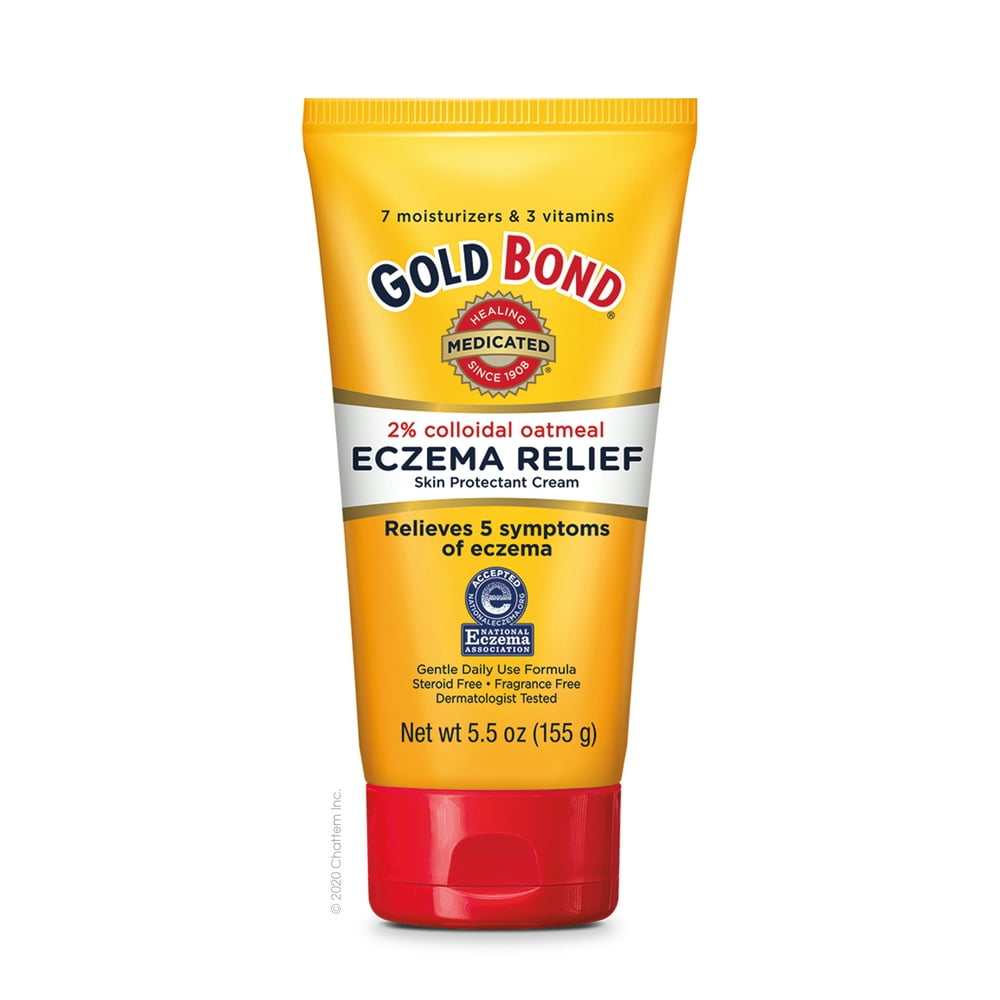 7 moisturizers & 3 vitamins
GOLD BOND®
HEALING
MEDICATED
SINCE 1908
®
2% colloidal oatmeal
ECZEMA RELIEF
Skin Protectant Cream
Relieves 5 symptoms
of eczema
ACCEPTED
NATIONALECZEMA.ORG
e
NATIONAL
Eczema
ASSOCIATION
Gentle Daily Use Formula
Steroid Free • Fragrance Free
Dermatologist Tested
Net wt 5.5 oz (155 g)
© 2020 Chattem Inc.